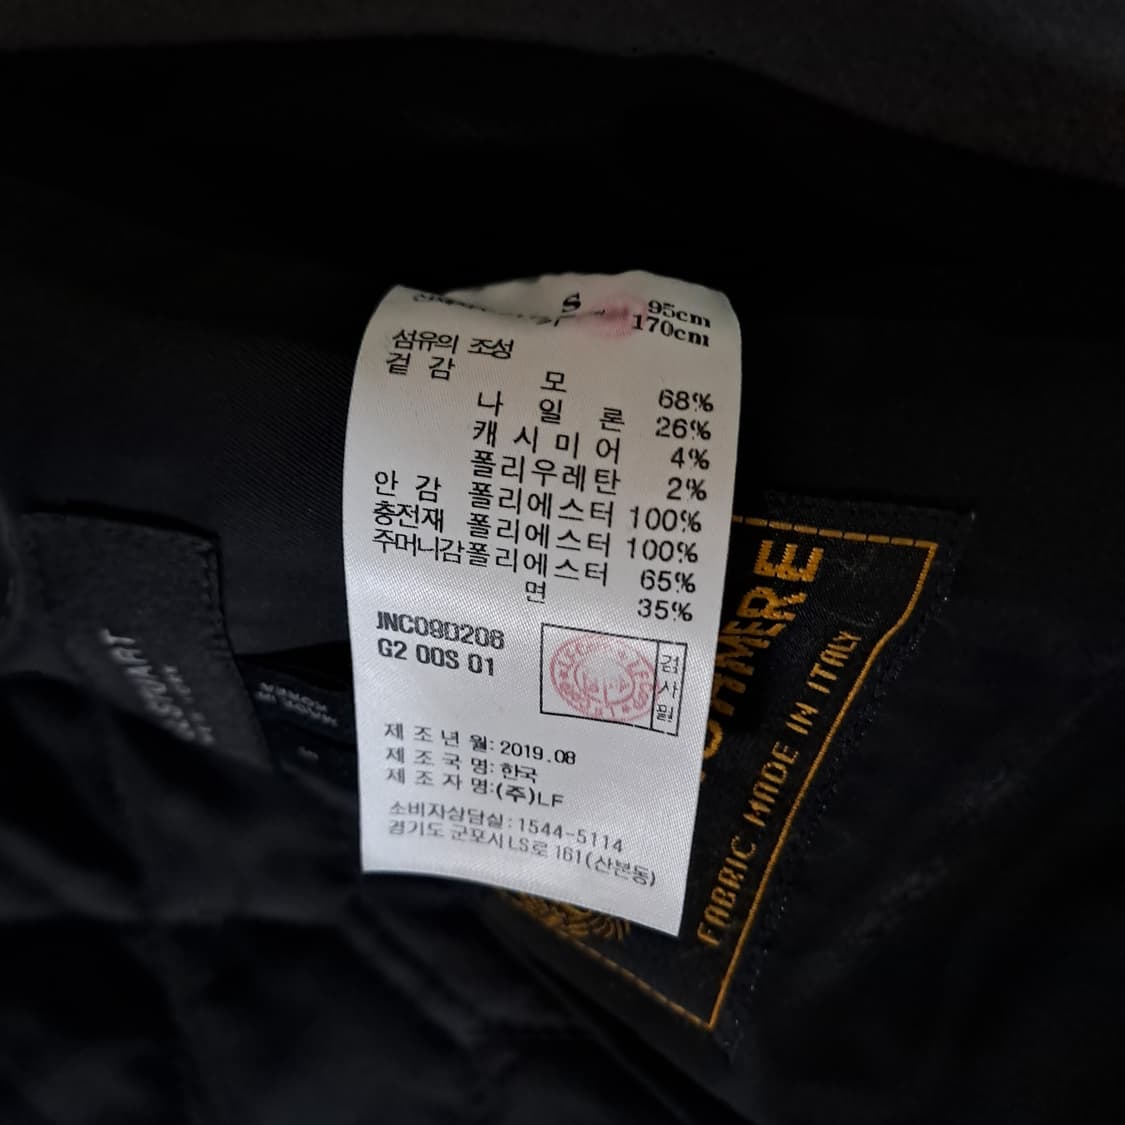 S 95cm
170cm
섬유의 조성
겉 감 모 68%
나 일 론 26%
캐 시 미 어 4%
폴리우레탄 2%
안 감 폴리에스터 100%
충전재 폴리에스터 100%
주머니감 폴리에스터 65%
면 35%
JNC09D206
G2 00S 01
검사필
제 조 년 월: 2019.08
제 조 국 명: 한국
제 조 자 명:(주)LF
소비자상담실: 1544-5114
경기도 군포시 LS로 161(산본동)
FABRIC MADE IN ITALY
MADE IN
KOREA